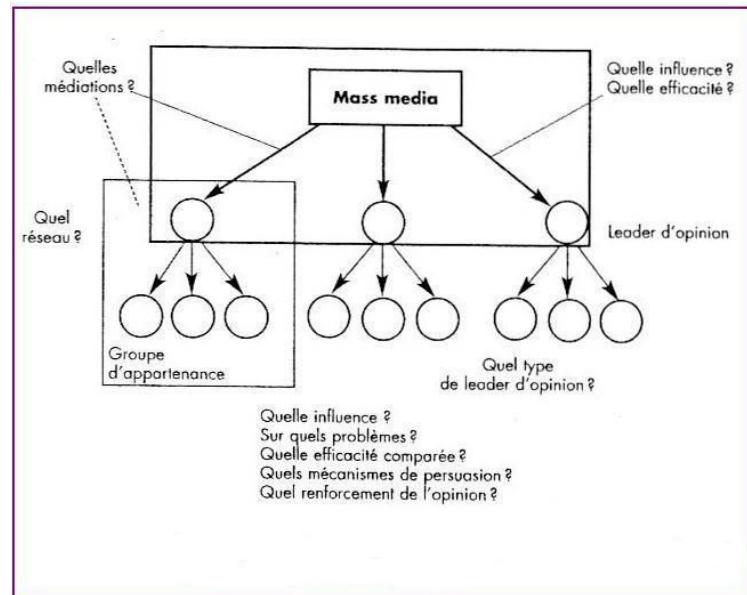 Quelles
médiations ?
Mass media
Quelle influence ?
Quelle efficacité ?
Quel
réseau ?
Leader d'opinion
Groupe
d'appartenance
Quel type
de leader d'opinion ?
Quelle influence ?
Sur quels problèmes ?
Quelle efficacité comparée ?
Quels mécanismes de persuasion ?
Quel renforcement de l'opinion ?